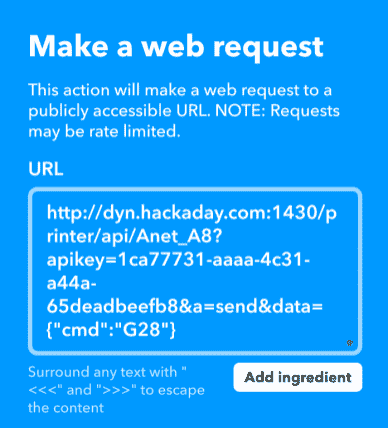 Make a web request
This action will make a web request to a
publicly accessible URL. NOTE: Requests
may be rate limited.
URL
http://dyn.hackaday.com:1430/p
rinter/api/Anet_A8?
apikey=1ca77731-aaaa-4c31-
a44a-
65deadbeefb8&a=send&data=
{"cmd":"G28"}
Surround any text with "
<<<" and ">>>" to escape
the content
Add ingredient